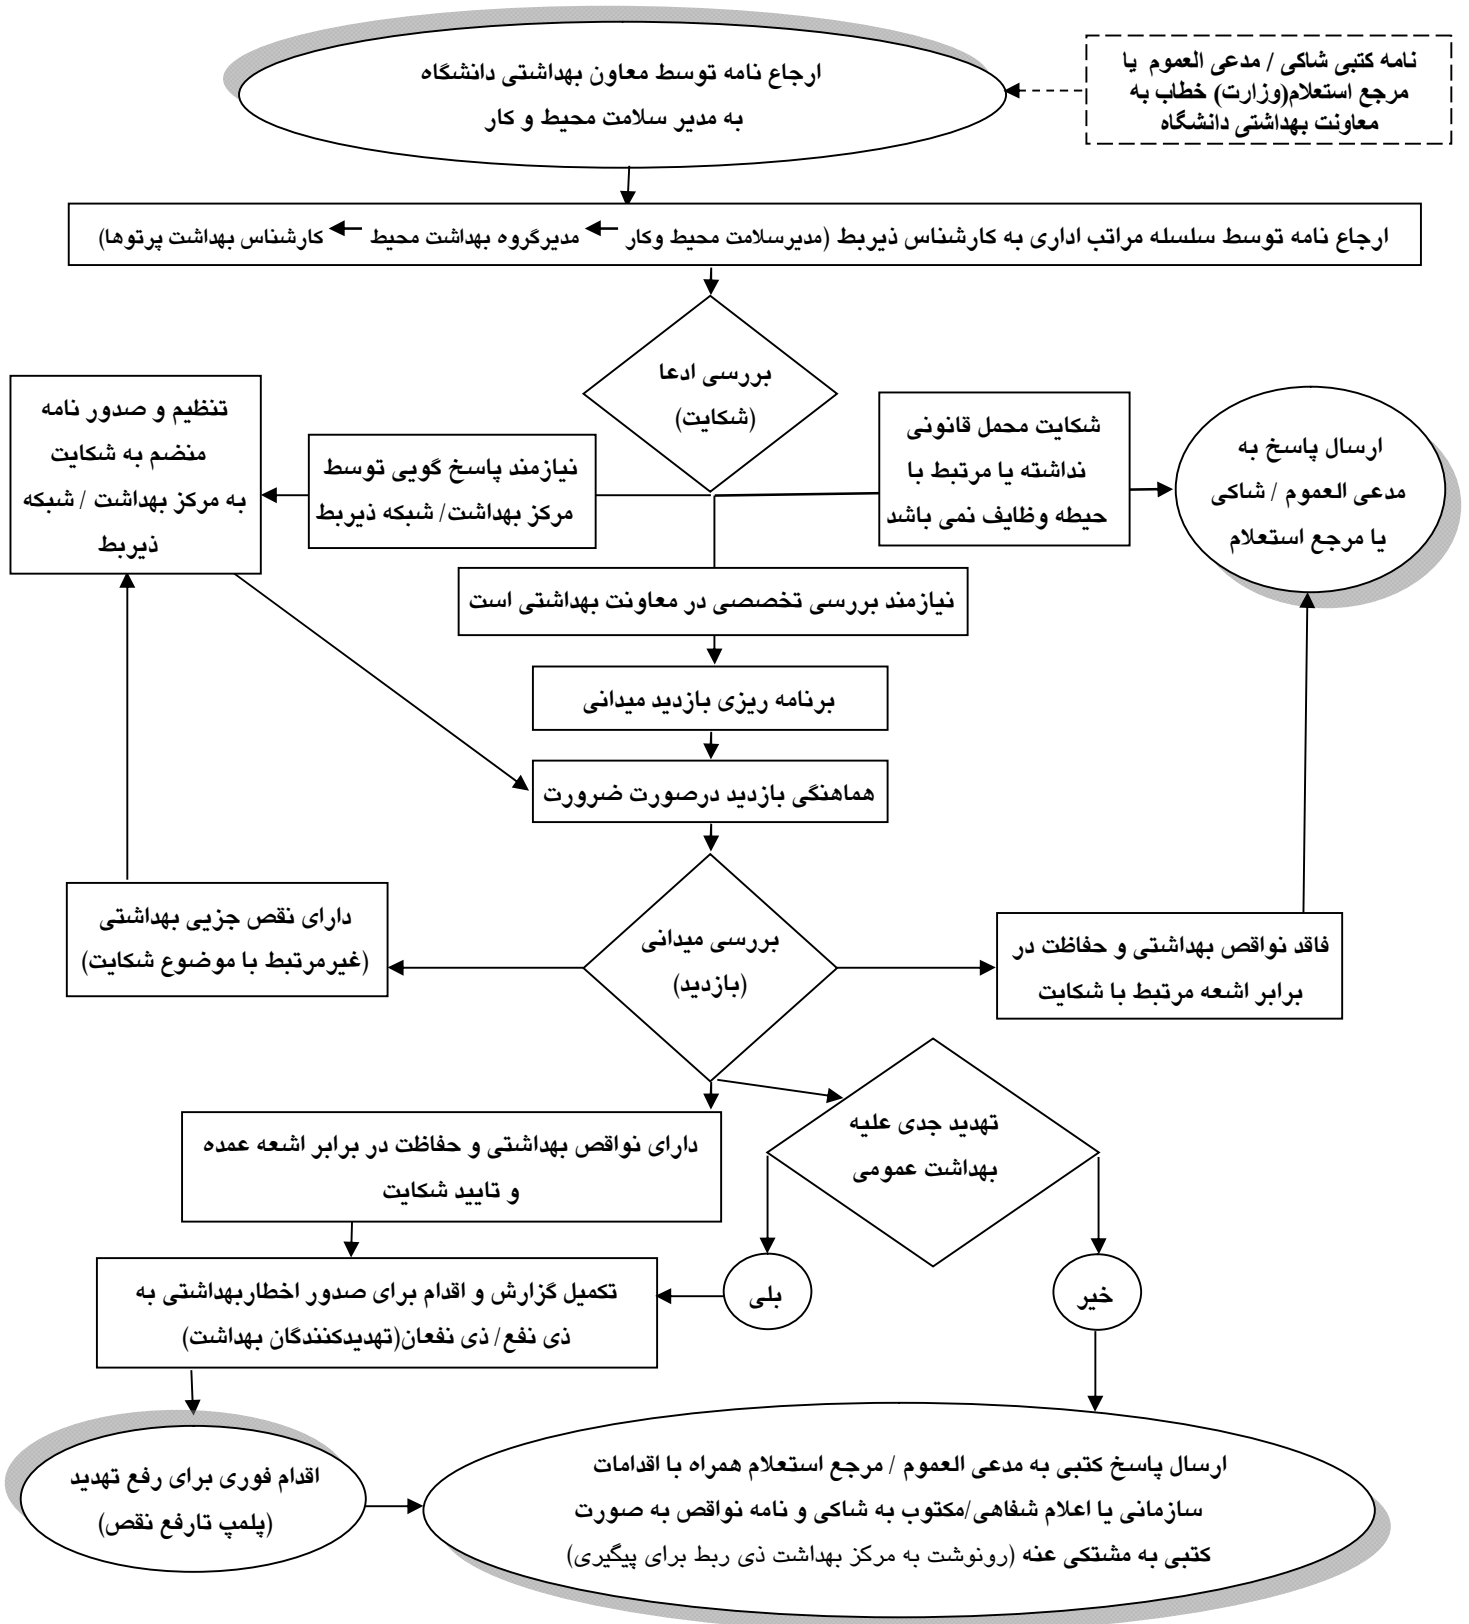 ارجاع نامه توسط معاون بهداشتی دانشگاه
به مدیر سلامت محیط و کار
نامه کتبی شاکی / مدعی العموم یا
مرجع استعلام(وزارت) خطاب به
معاونت بهداشتی دانشگاه
ارجاع نامه توسط سلسله مراتب اداری به کارشناس ذیربط (مدیرسلامت محیط وکار ← مدیرگروه بهداشت محیط ← کارشناس بهداشت پرتوها)
بررسی ادعا
(شکایت)
شکایت محمل قانونی
نداشته یا مرتبط با
حیطه وظایف نمی باشد
ارسال پاسخ به
مدعی العموم / شاکی
یا مرجع استعلام
نیازمند پاسخ گویی توسط
مرکز بهداشت/ شبکه ذیربط
تنظیم و صدور نامه
منضم به شکایت
به مرکز بهداشت / شبکه
ذیربط
نیازمند بررسی تخصصی در معاونت بهداشتی است
برنامه ریزی بازدید میدانی
هماهنگی بازدید درصورت ضرورت
بررسی میدانی
(بازدید)
فاقد نواقص بهداشتی و حفاظت در
برابر اشعه مرتبط با شکایت
دارای نقص جزیی بهداشتی
(غیرمرتبط با موضوع شکایت)
تهدید جدی علیه
بهداشت عمومی
دارای نواقص بهداشتی و حفاظت در برابر اشعه عمده
و تایید شکایت
خیر
بلی
تکمیل گزارش و اقدام برای صدور اخطاربهداشتی به
ذی نفع/ ذی نفعان(تهدیدکنندگان بهداشت)
اقدام فوری برای رفع تهدید
(پلمپ تارفع نقص)
ارسال پاسخ کتبی به مدعی العموم / مرجع استعلام همراه با اقدامات
سازمانی یا اعلام شفاهی/مکتوب به شاکی و نامه نواقص به صورت
کتبی به مشتکی عنه (رونوشت به مرکز بهداشت ذی ربط برای پیگیری)